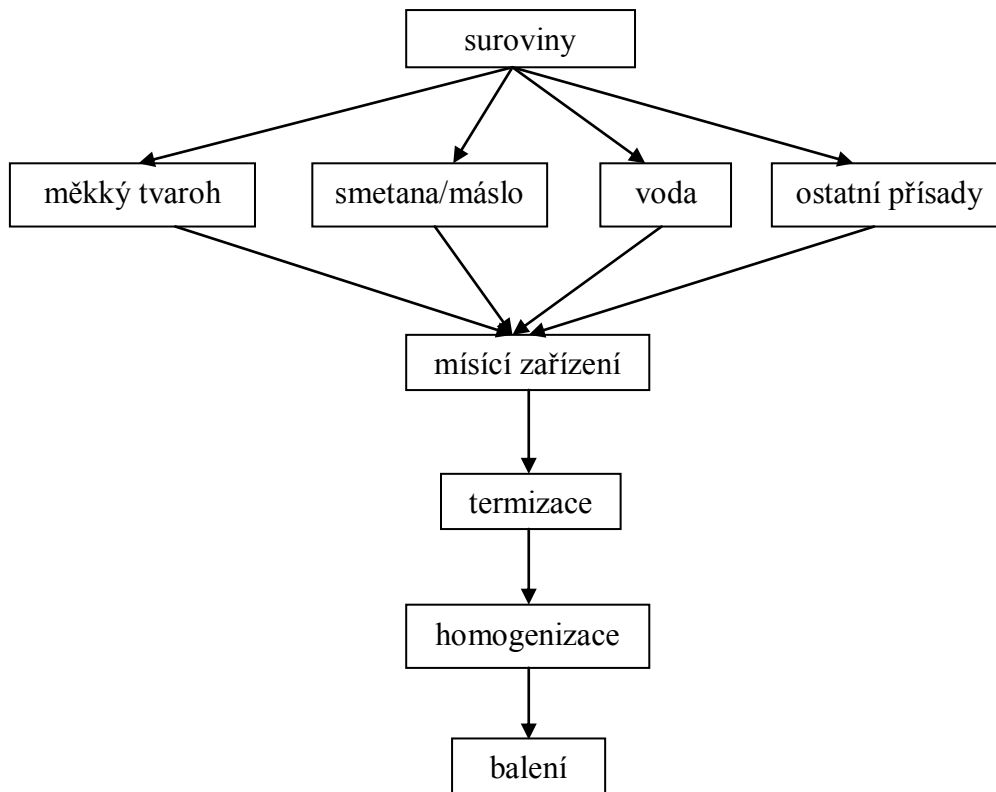 suroviny
měkký tvaroh
smetana/máslo
voda
ostatní přísady
mísící zařízení
termizace
homogenizace
balení